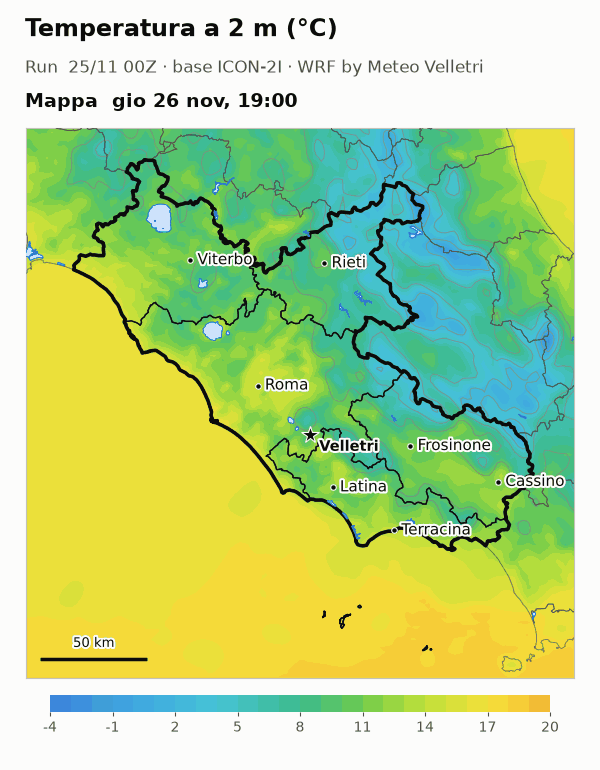 Temperatura a 2 m (°C)
Run  25/11 00Z · base ICON-2I · WRF by Meteo Velletri
Mappa  gio 26 nov, 19:00
Viterbo
Rieti
Roma
Velletri
Frosinone
Cassino
Latina
Terracina
50 km
-4 -1 2 5 8 11 14 17 20